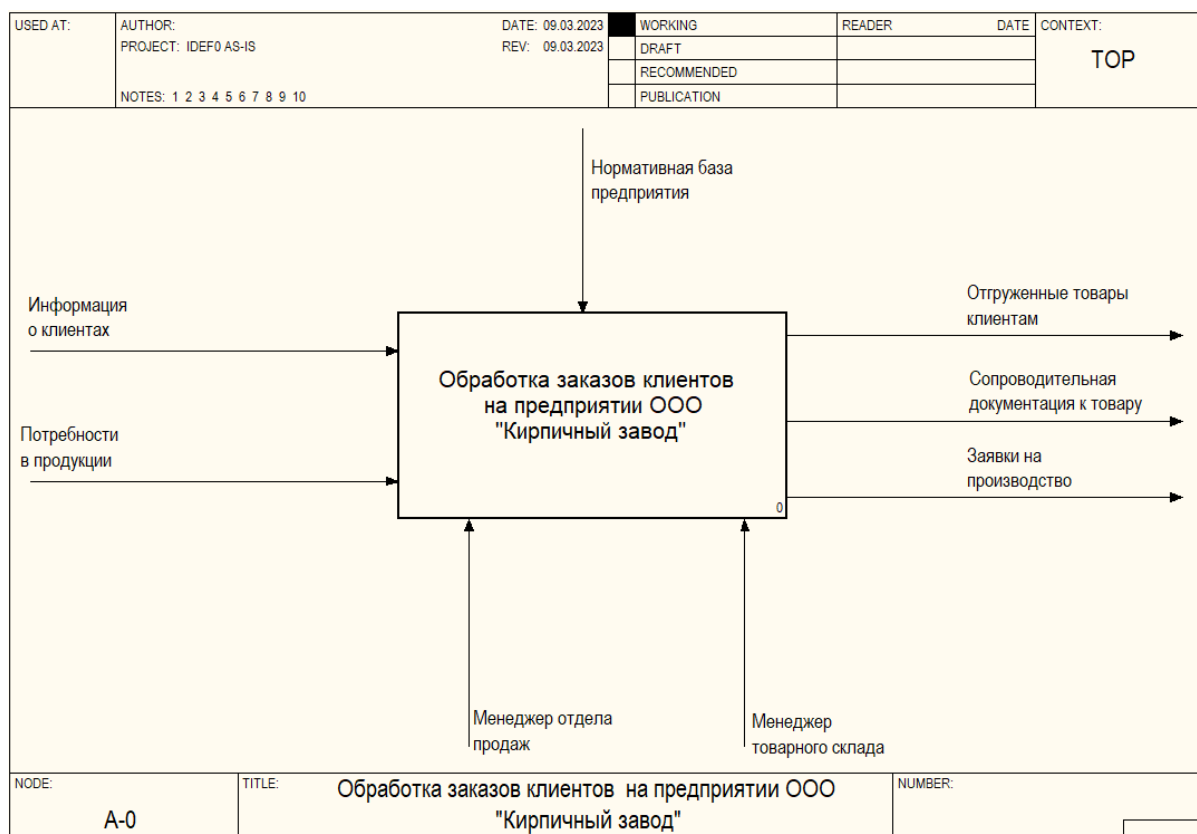 USED AT:
AUTHOR:
DATE: 09.03.2023
PROJECT: IDEF0 AS-IS
REV: 09.03.2023
NOTES: 1 2 3 4 5 6 7 8 9 10
WORKING
DRAFT
RECOMMENDED
PUBLICATION
READER
DATE
CONTEXT:
TOP
Нормативная база
предприятия
Информация
о клиентах
Потребности
в продукции
Обработка заказов клиентов
на предприятии ООО
"Кирпичный завод"
0
Отгруженные товары
клиентам
Сопроводительная
документация к товару
Заявки на
производство
Менеджер отдела
продаж
Менеджер
товарного склада
NODE:
A-0
TITLE:
Обработка заказов клиентов на предприятии ООО
"Кирпичный завод"
NUMBER: